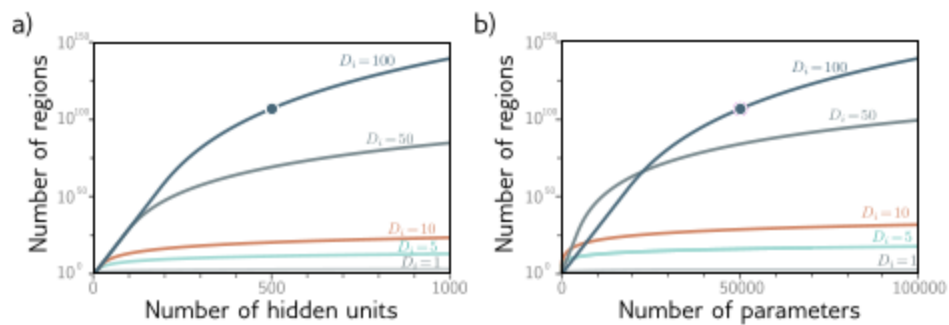 a)
Number of regions
10^150
10^100
10^50
10^0
D_i=100
D_i=50
D_i=10
D_i=5
D_i=1
0
500
1000
Number of hidden units
b)
Number of regions
10^150
10^100
10^50
10^0
D_i=100
D_i=50
D_i=10
D_i=5
D_i=1
0
50000
100000
Number of parameters